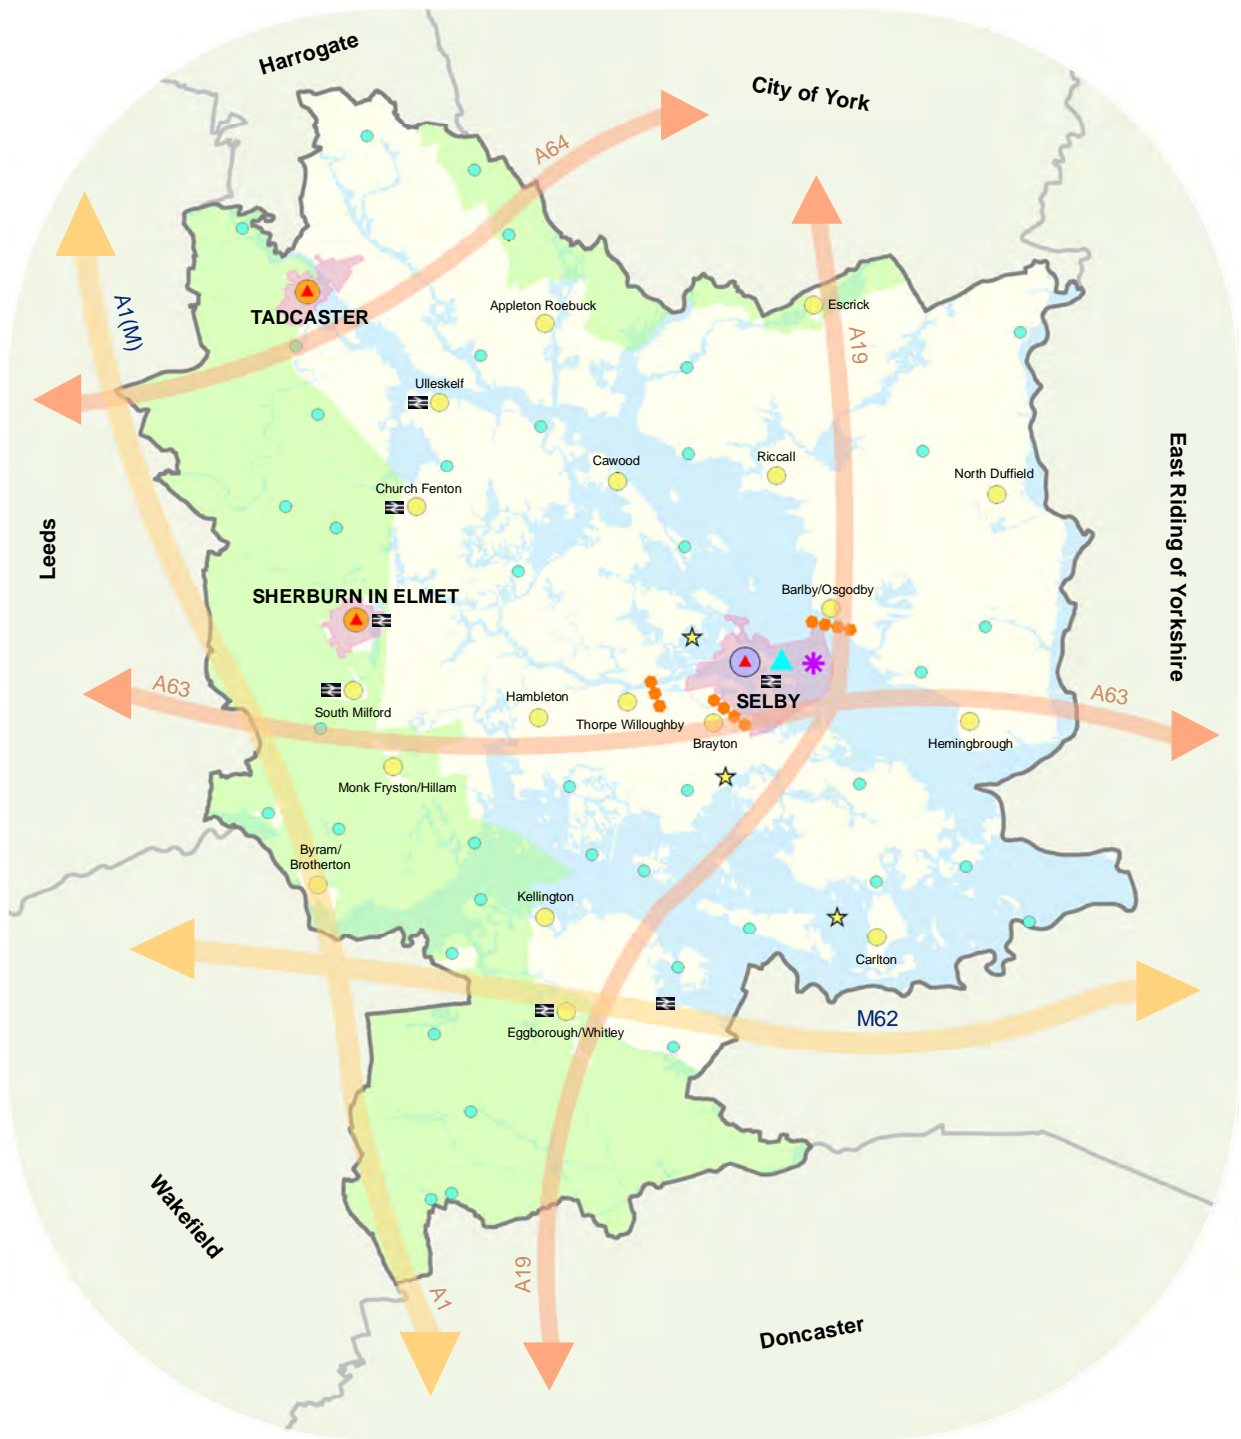 Harrogate
City of York
A64
A1(M)
TADCASTER
Appleton Roebuck
Escrick
A19
Ulleskelf
Cawood
Riccall
North Duffield
Church Fenton
Leeds
East Riding of Yorkshire
SHERBURN IN ELMET
Barlby/Osgodby
A63
South Milford
Hambleton
Thorpe Willoughby
SELBY
Brayton
A63
Hemingbrough
Monk Fryston/Hillam
Byram/
Brotherton
Kellington
Carlton
M62
Eggborough/Whitley
Wakefield
A19
A1
Doncaster